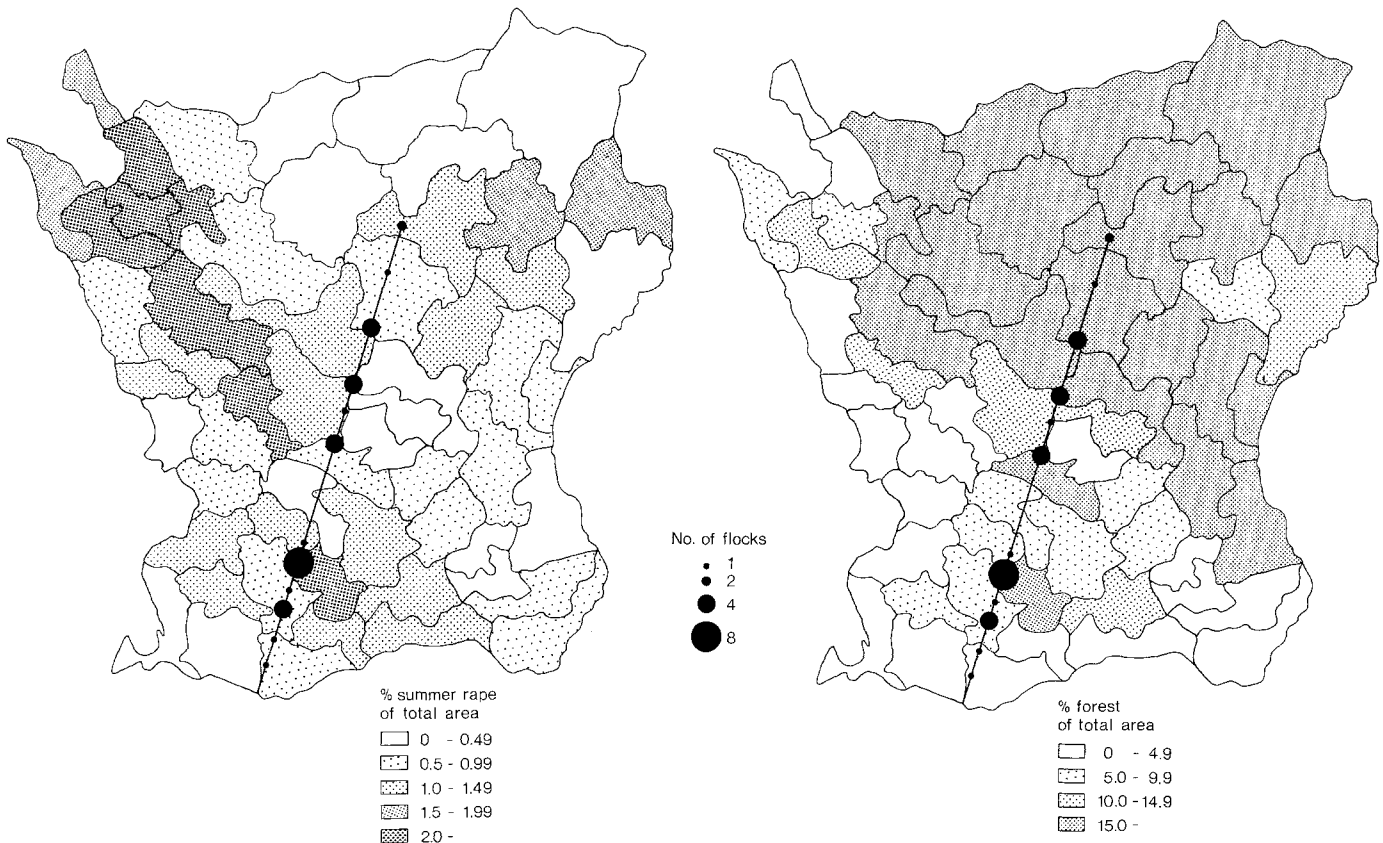 No. of flocks
1
2
4
8
% summer rape
of total area
0 - 0.49
0.5 - 0.99
1.0 - 1.49
1.5 - 1.99
2.0 -
% forest
of total area
0 - 4.9
5.0 - 9.9
10.0 - 14.9
15.0 -